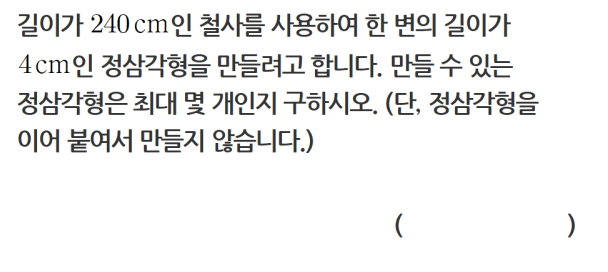 길이가 240 cm인 철사를 사용하여 한 변의 길이가
4 cm인 정삼각형을 만들려고 합니다. 만들 수 있는
정삼각형은 최대 몇 개인지 구하시오. (단, 정삼각형을
이어 붙여서 만들지 않습니다.)
(                    )